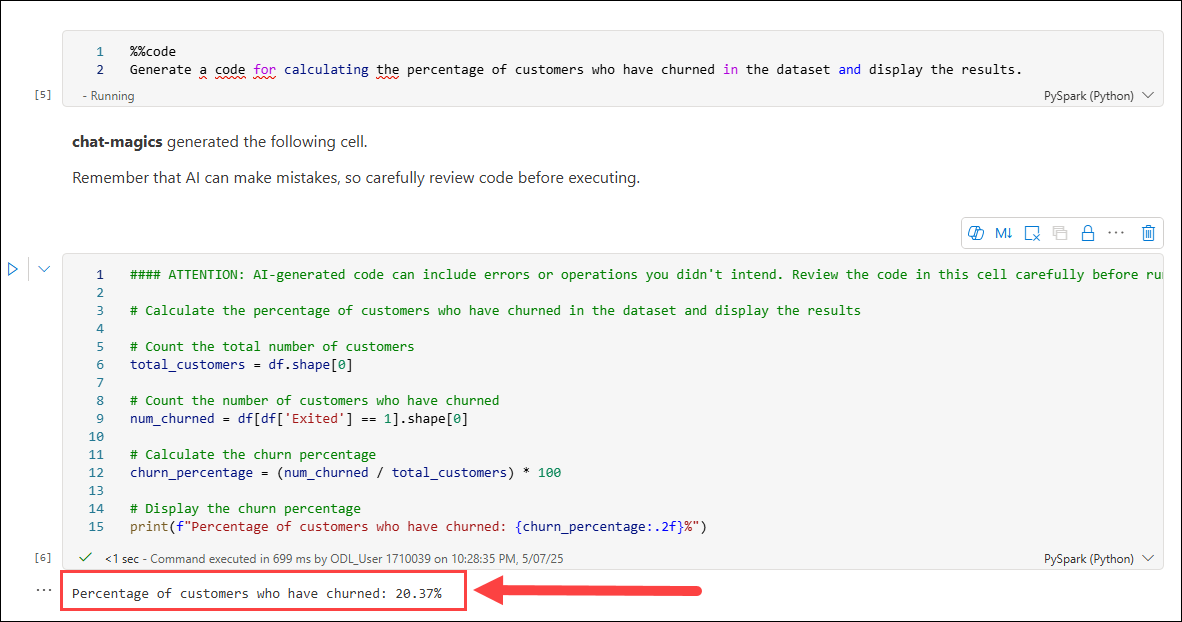 1 %%code
2 Generate a code for calculating the percentage of customers who have churned in the dataset and display the results.
[5] - Running PySpark (Python)
chat-magics generated the following cell.
Remember that AI can make mistakes, so carefully review code before executing.
M↓ ···
1 #### ATTENTION: AI-generated code can include errors or operations you didn't intend. Review the code in this cell carefully before
2
3 # Calculate the percentage of customers who have churned in the dataset and display the results
4
5 # Count the total number of customers
6 total_customers = df.shape[0]
7
8 # Count the number of customers who have churned
9 num_churned = df[df['Exited'] == 1].shape[0]
10
11 # Calculate the churn percentage
12 churn_percentage = (num_churned / total_customers) * 100
13
14 # Display the churn percentage
15 print(f"Percentage of customers who have churned: {churn_percentage:.2f}%")
[6] <1 sec - Command executed in 699 ms by ODL_User 1710039 on 10:28:35 PM, 5/07/25 PySpark (Python)
··· Percentage of customers who have churned: 20.37%